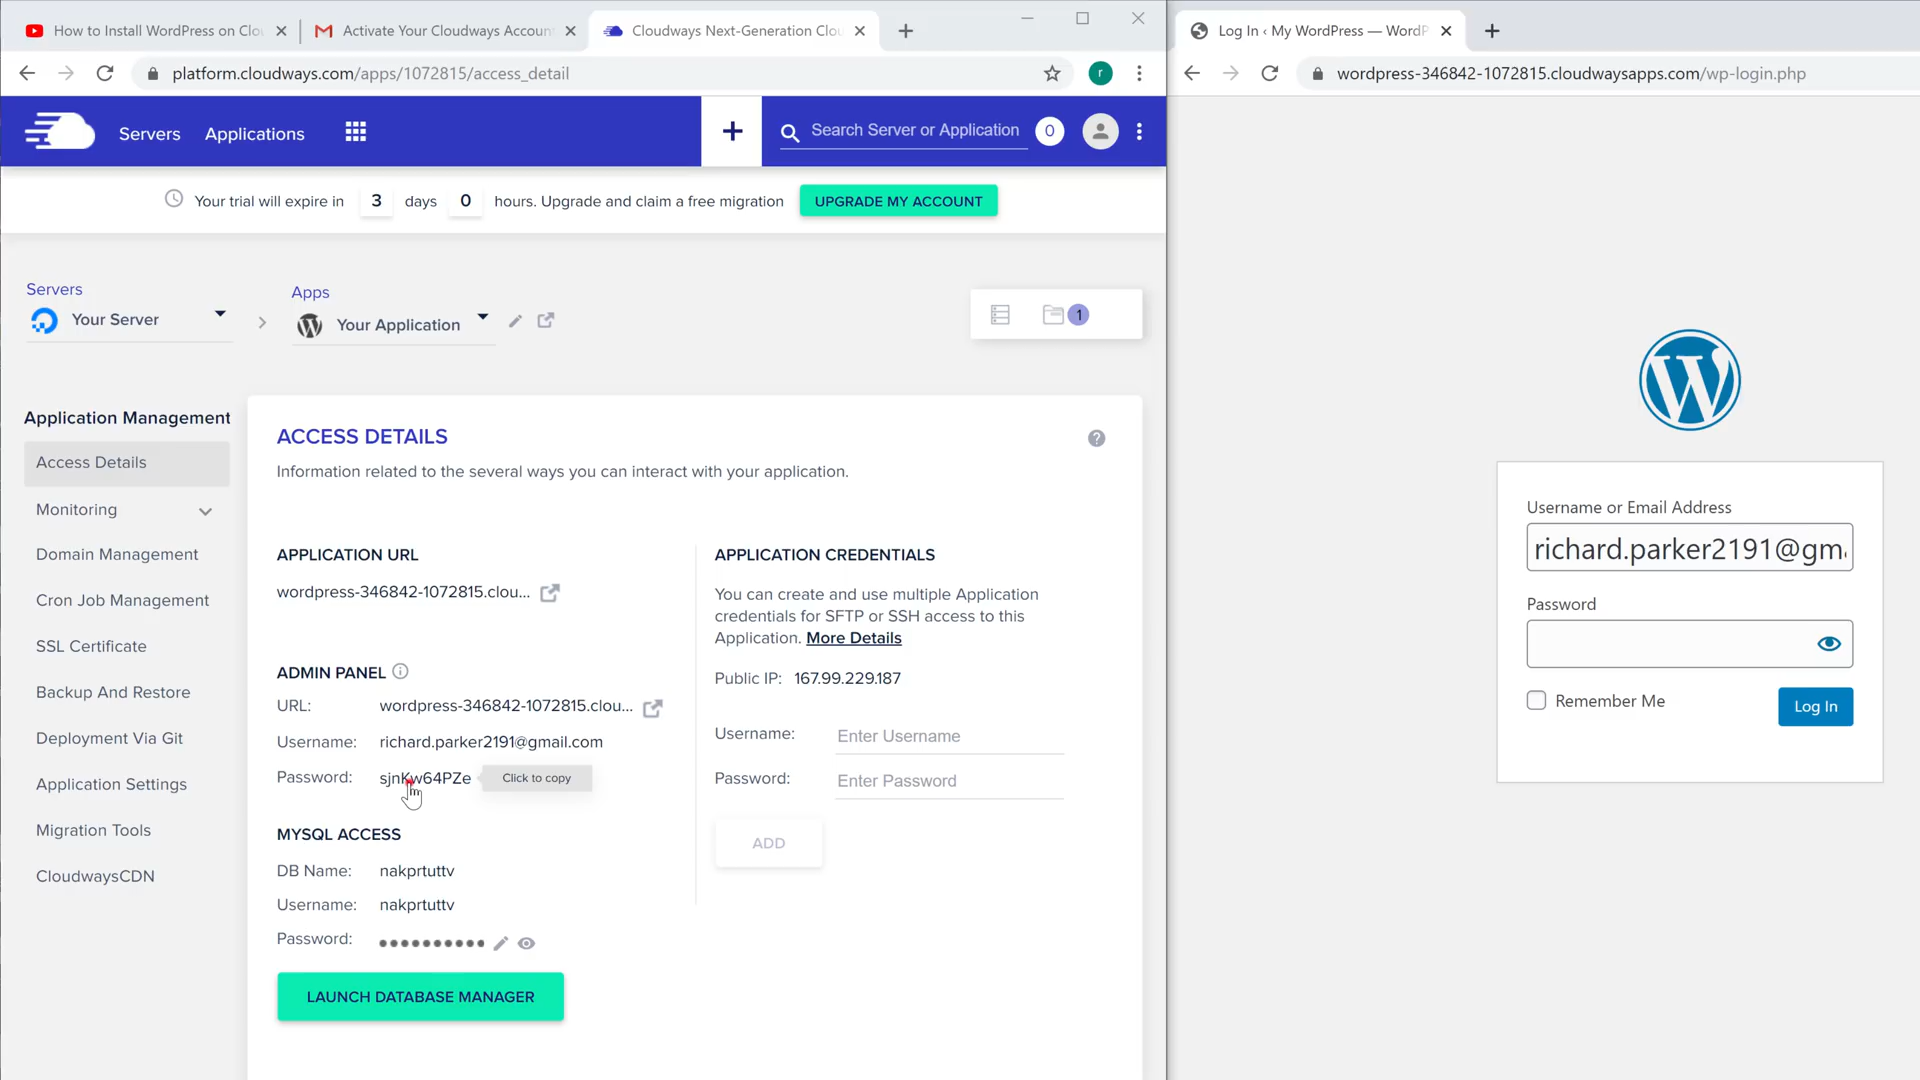 How to Install WordPress on Clo
Activate Your Cloudways Accoun
Cloudways Next-Generation Clou
platform.cloudways.com/apps/1072815/access_detail
r
Servers
Applications
Search Server or Application
0
Your trial will expire in 3 days 0 hours. Upgrade and claim a free migration
UPGRADE MY ACCOUNT
Servers
Your Server
Apps
Your Application
1
Application Management
Access Details
Monitoring
Domain Management
Cron Job Management
SSL Certificate
Backup And Restore
Deployment Via Git
Application Settings
Migration Tools
CloudwaysCDN
ACCESS DETAILS
Information related to the several ways you can interact with your application.
APPLICATION URL
wordpress-346842-1072815.clou...
ADMIN PANEL
URL: wordpress-346842-1072815.clou...
Username: richard.parker2191@gmail.com
Password: sjnKw64PZe
Click to copy
MYSQL ACCESS
DB Name: nakprtuttv
Username: nakprtuttv
Password: ••••••••••
LAUNCH DATABASE MANAGER
APPLICATION CREDENTIALS
You can create and use multiple Application
credentials for SFTP or SSH access to this
Application. More Details
Public IP: 167.99.229.187
Username: Enter Username
Password: Enter Password
ADD
Log In ‹ My WordPress — WordP
wordpress-346842-1072815.cloudwaysapps.com/wp-login.php
Username or Email Address
richard.parker2191@gm
Password
Remember Me
Log In